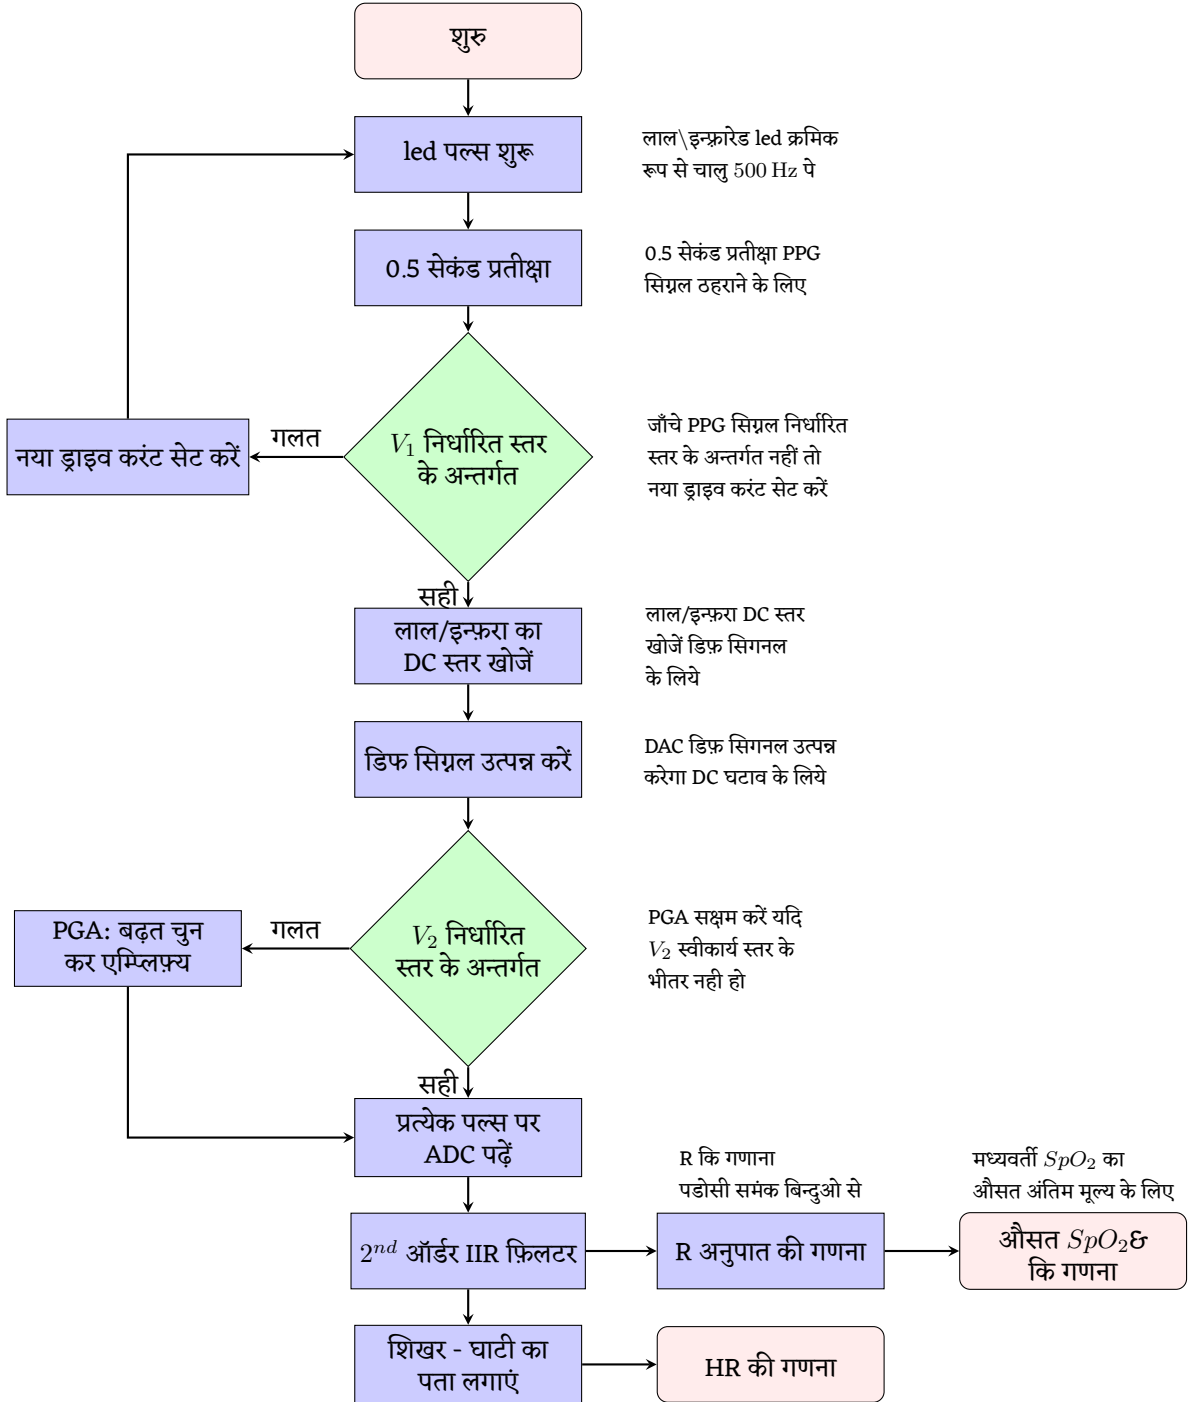 शुरु
led पल्स शुरू
लाल\इन्फ़्रारेड led क्रमिक
रूप से चालु 500 Hz पे
0.5 सेकंड प्रतीक्षा
0.5 सेकंड प्रतीक्षा PPG
सिग्नल ठहराने के लिए
नया ड्राइव करंट सेट करें
गलत
V₁ निर्धारित स्तर
के अन्तर्गत
जाँचे PPG सिग्नल निर्धारित
स्तर के अन्तर्गत नहीं तो
नया ड्राइव करंट सेट करें
सही
लाल/इन्फ़रा का
DC स्तर खोजें
लाल/इन्फ़रा DC स्तर
खोजें डिफ़ सिगनल
के लिये
डिफ सिग्नल उत्पन्न करें
DAC डिफ़ सिगनल उत्पन्न
करेगा DC घटाव के लिये
PGA: बढ़त चुन
कर एम्प्लिफ़्य
गलत
V₂ निर्धारित
स्तर के अन्तर्गत
PGA सक्षम करें यदि
V₂ स्वीकार्य स्तर के
भीतर नही हो
सही
प्रत्येक पल्स पर
ADC पढ़ें
R कि गणाना
पडोसी समंक बिन्दुओ से
मध्यवर्ती SpO₂ का
औसत अंतिम मूल्य के लिए
2ⁿᵈ ऑर्डर IIR फ़िलटर
R अनुपात की गणना
औसत SpO₂&
कि गणना
शिखर - घाटी का
पता लगाएं
HR की गणना